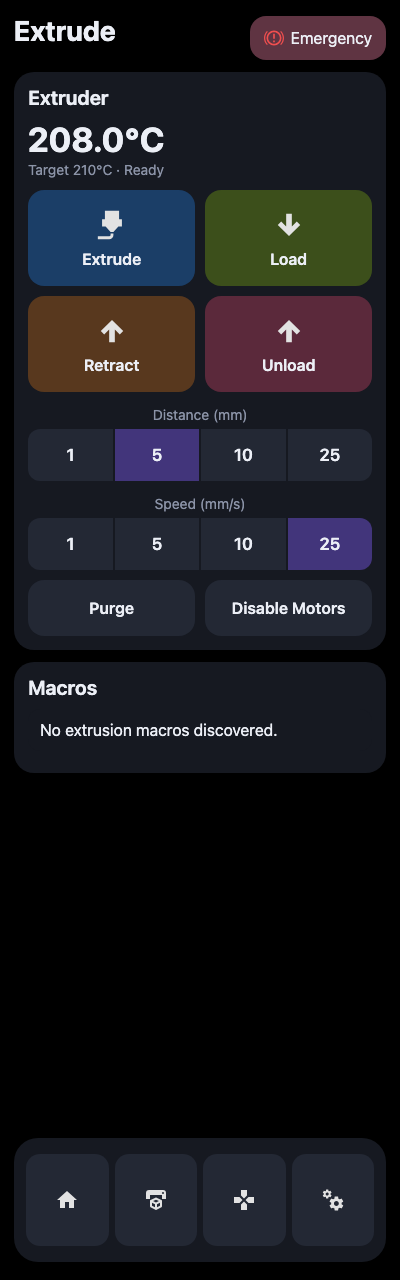 Extrude
Emergency
Extruder
208.0°C
Target 210°C · Ready
Extrude
Load
Retract
Unload
Distance (mm)
1 5 10 25
Speed (mm/s)
1 5 10 25
Purge
Disable Motors
Macros
No extrusion macros discovered.